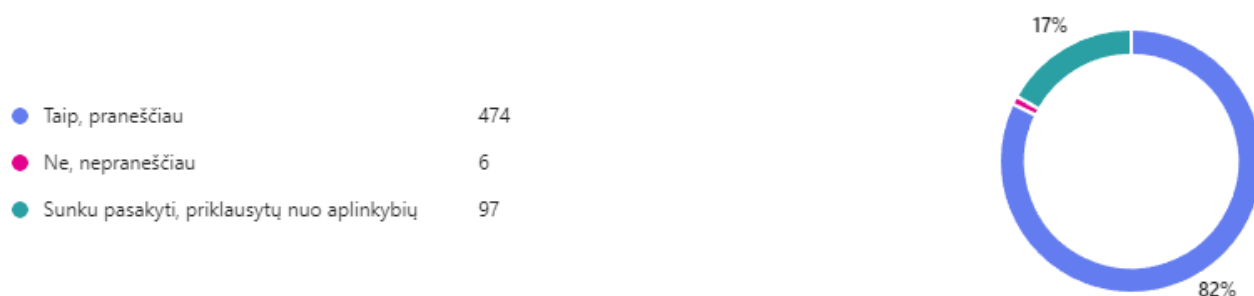 17%
Taip, praneščiau 474
Ne, nepraneščiau 6
Sunku pasakyti, priklausytų nuo aplinkybių 97
82%